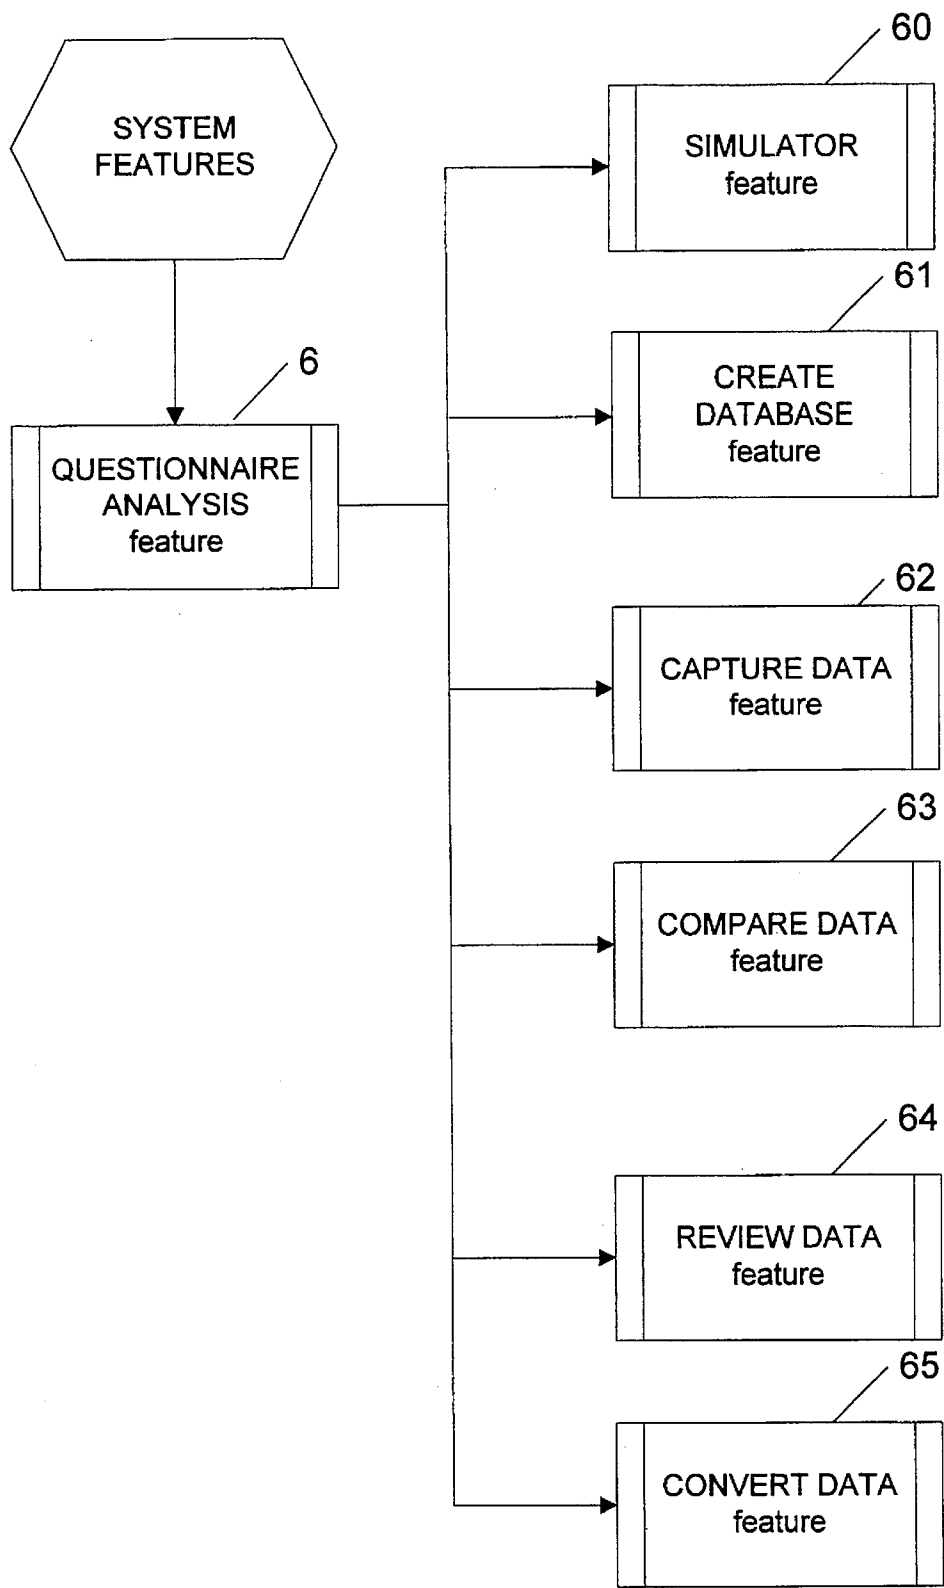 SYSTEM
FEATURES
6
QUESTIONNAIRE
ANALYSIS
feature
60
SIMULATOR
feature
61
CREATE
DATABASE
feature
62
CAPTURE DATA
feature
63
COMPARE DATA
feature
64
REVIEW DATA
feature
65
CONVERT DATA
feature